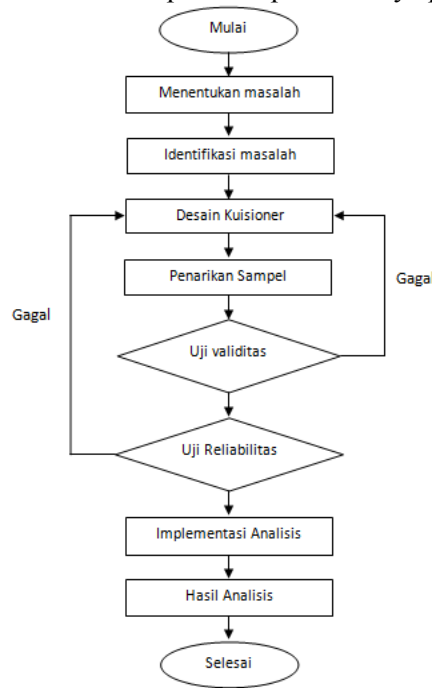 Mulai
Menentukan masalah
Identifikasi masalah
Desain Kuisioner
Penarikan Sampel
Gagal
Gagal
Uji validitas
Uji Reliabilitas
Implementasi Analisis
Hasil Analisis
Selesai